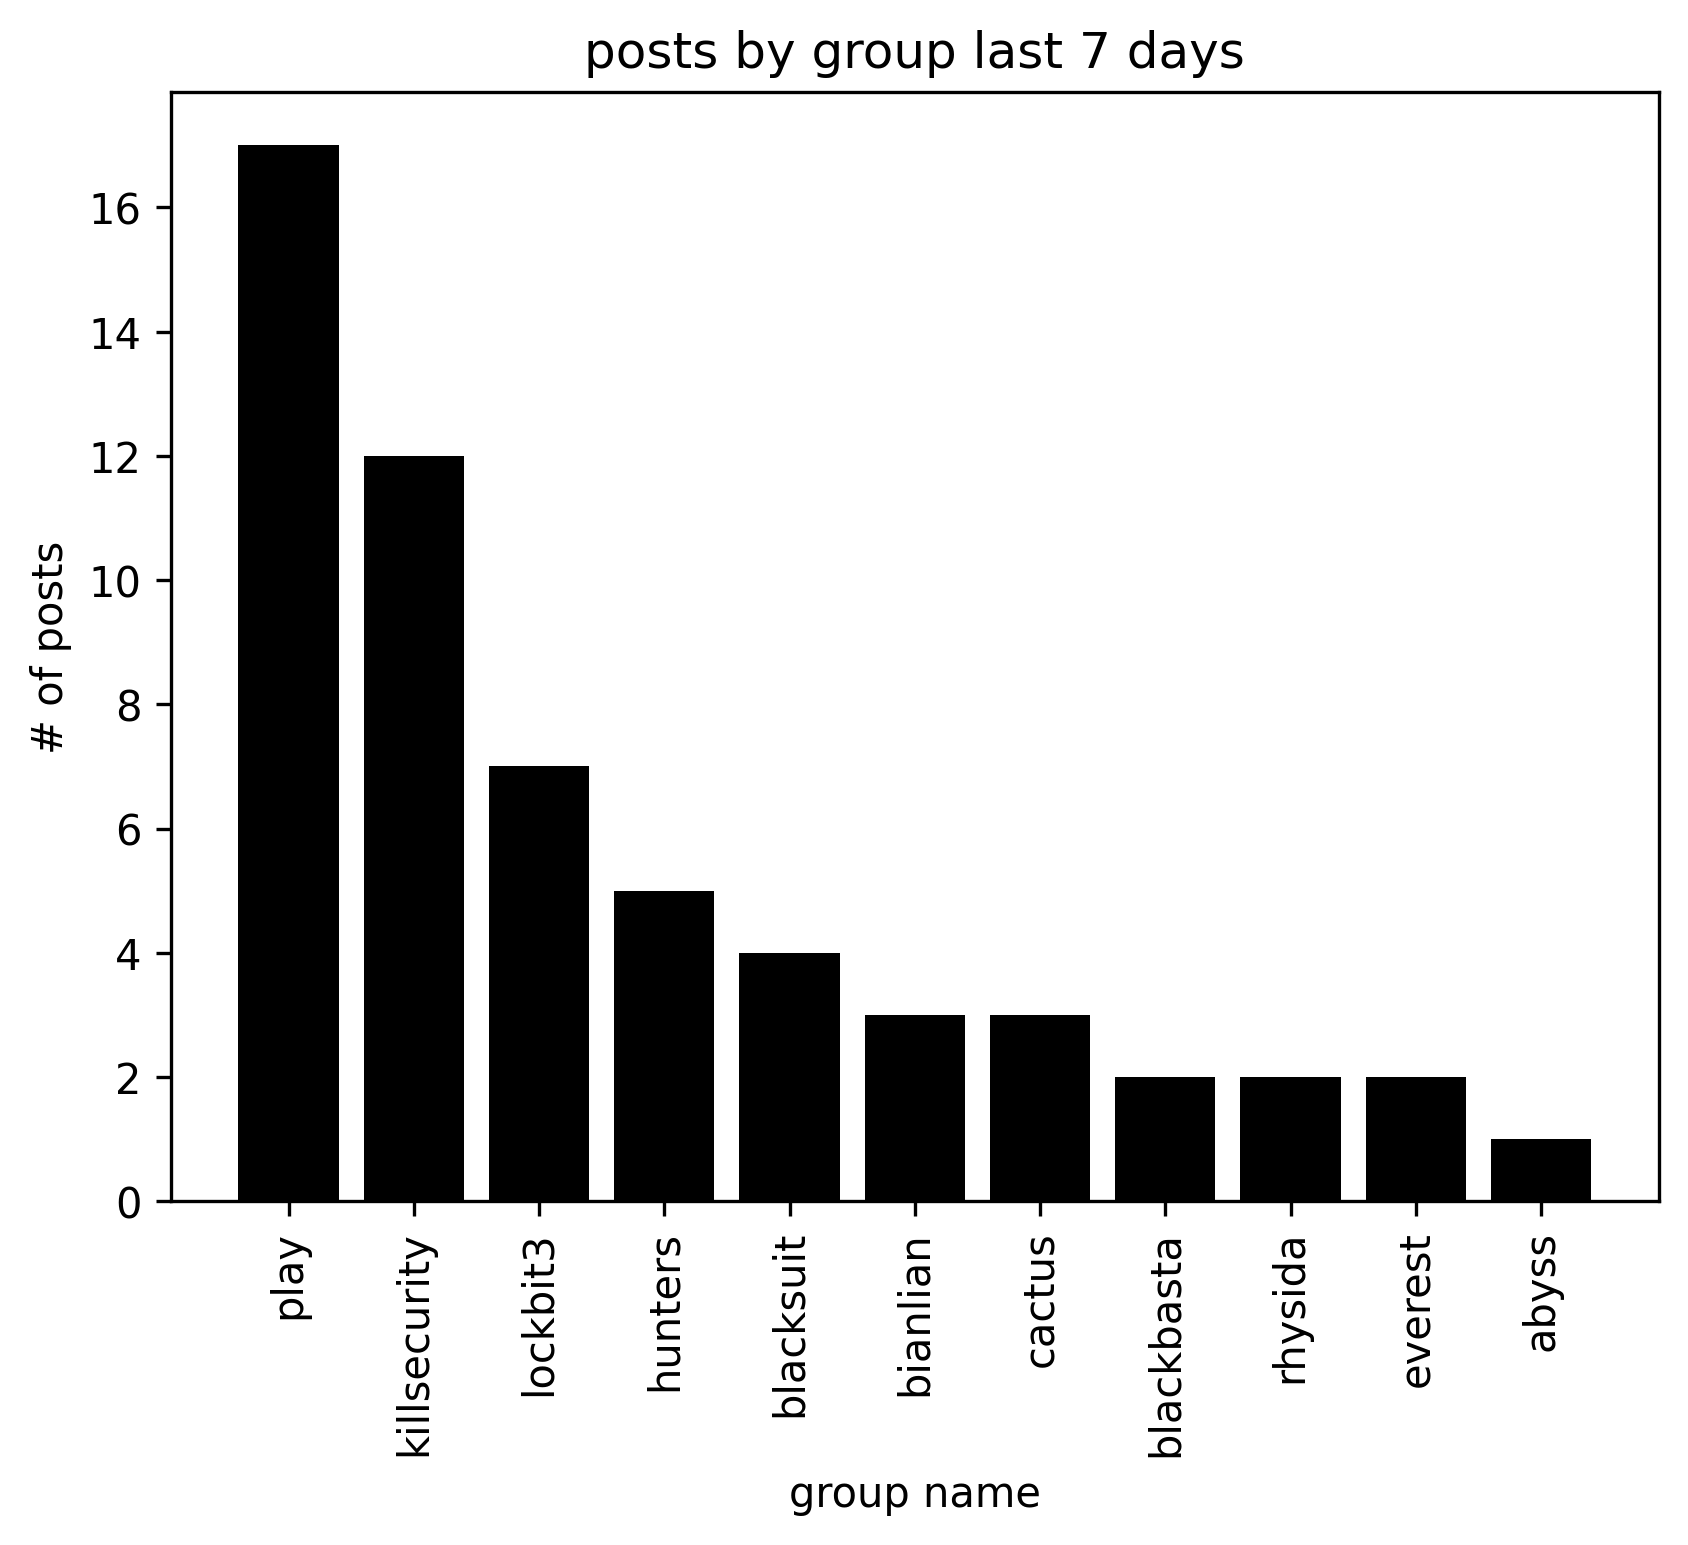 posts by group last 7 days
16
14
12
10
8
6
4
2
0
# of posts
play
killsecurity
lockbit3
hunters
blacksuit
bianlian
cactus
blackbasta
rhysida
everest
abyss
group name